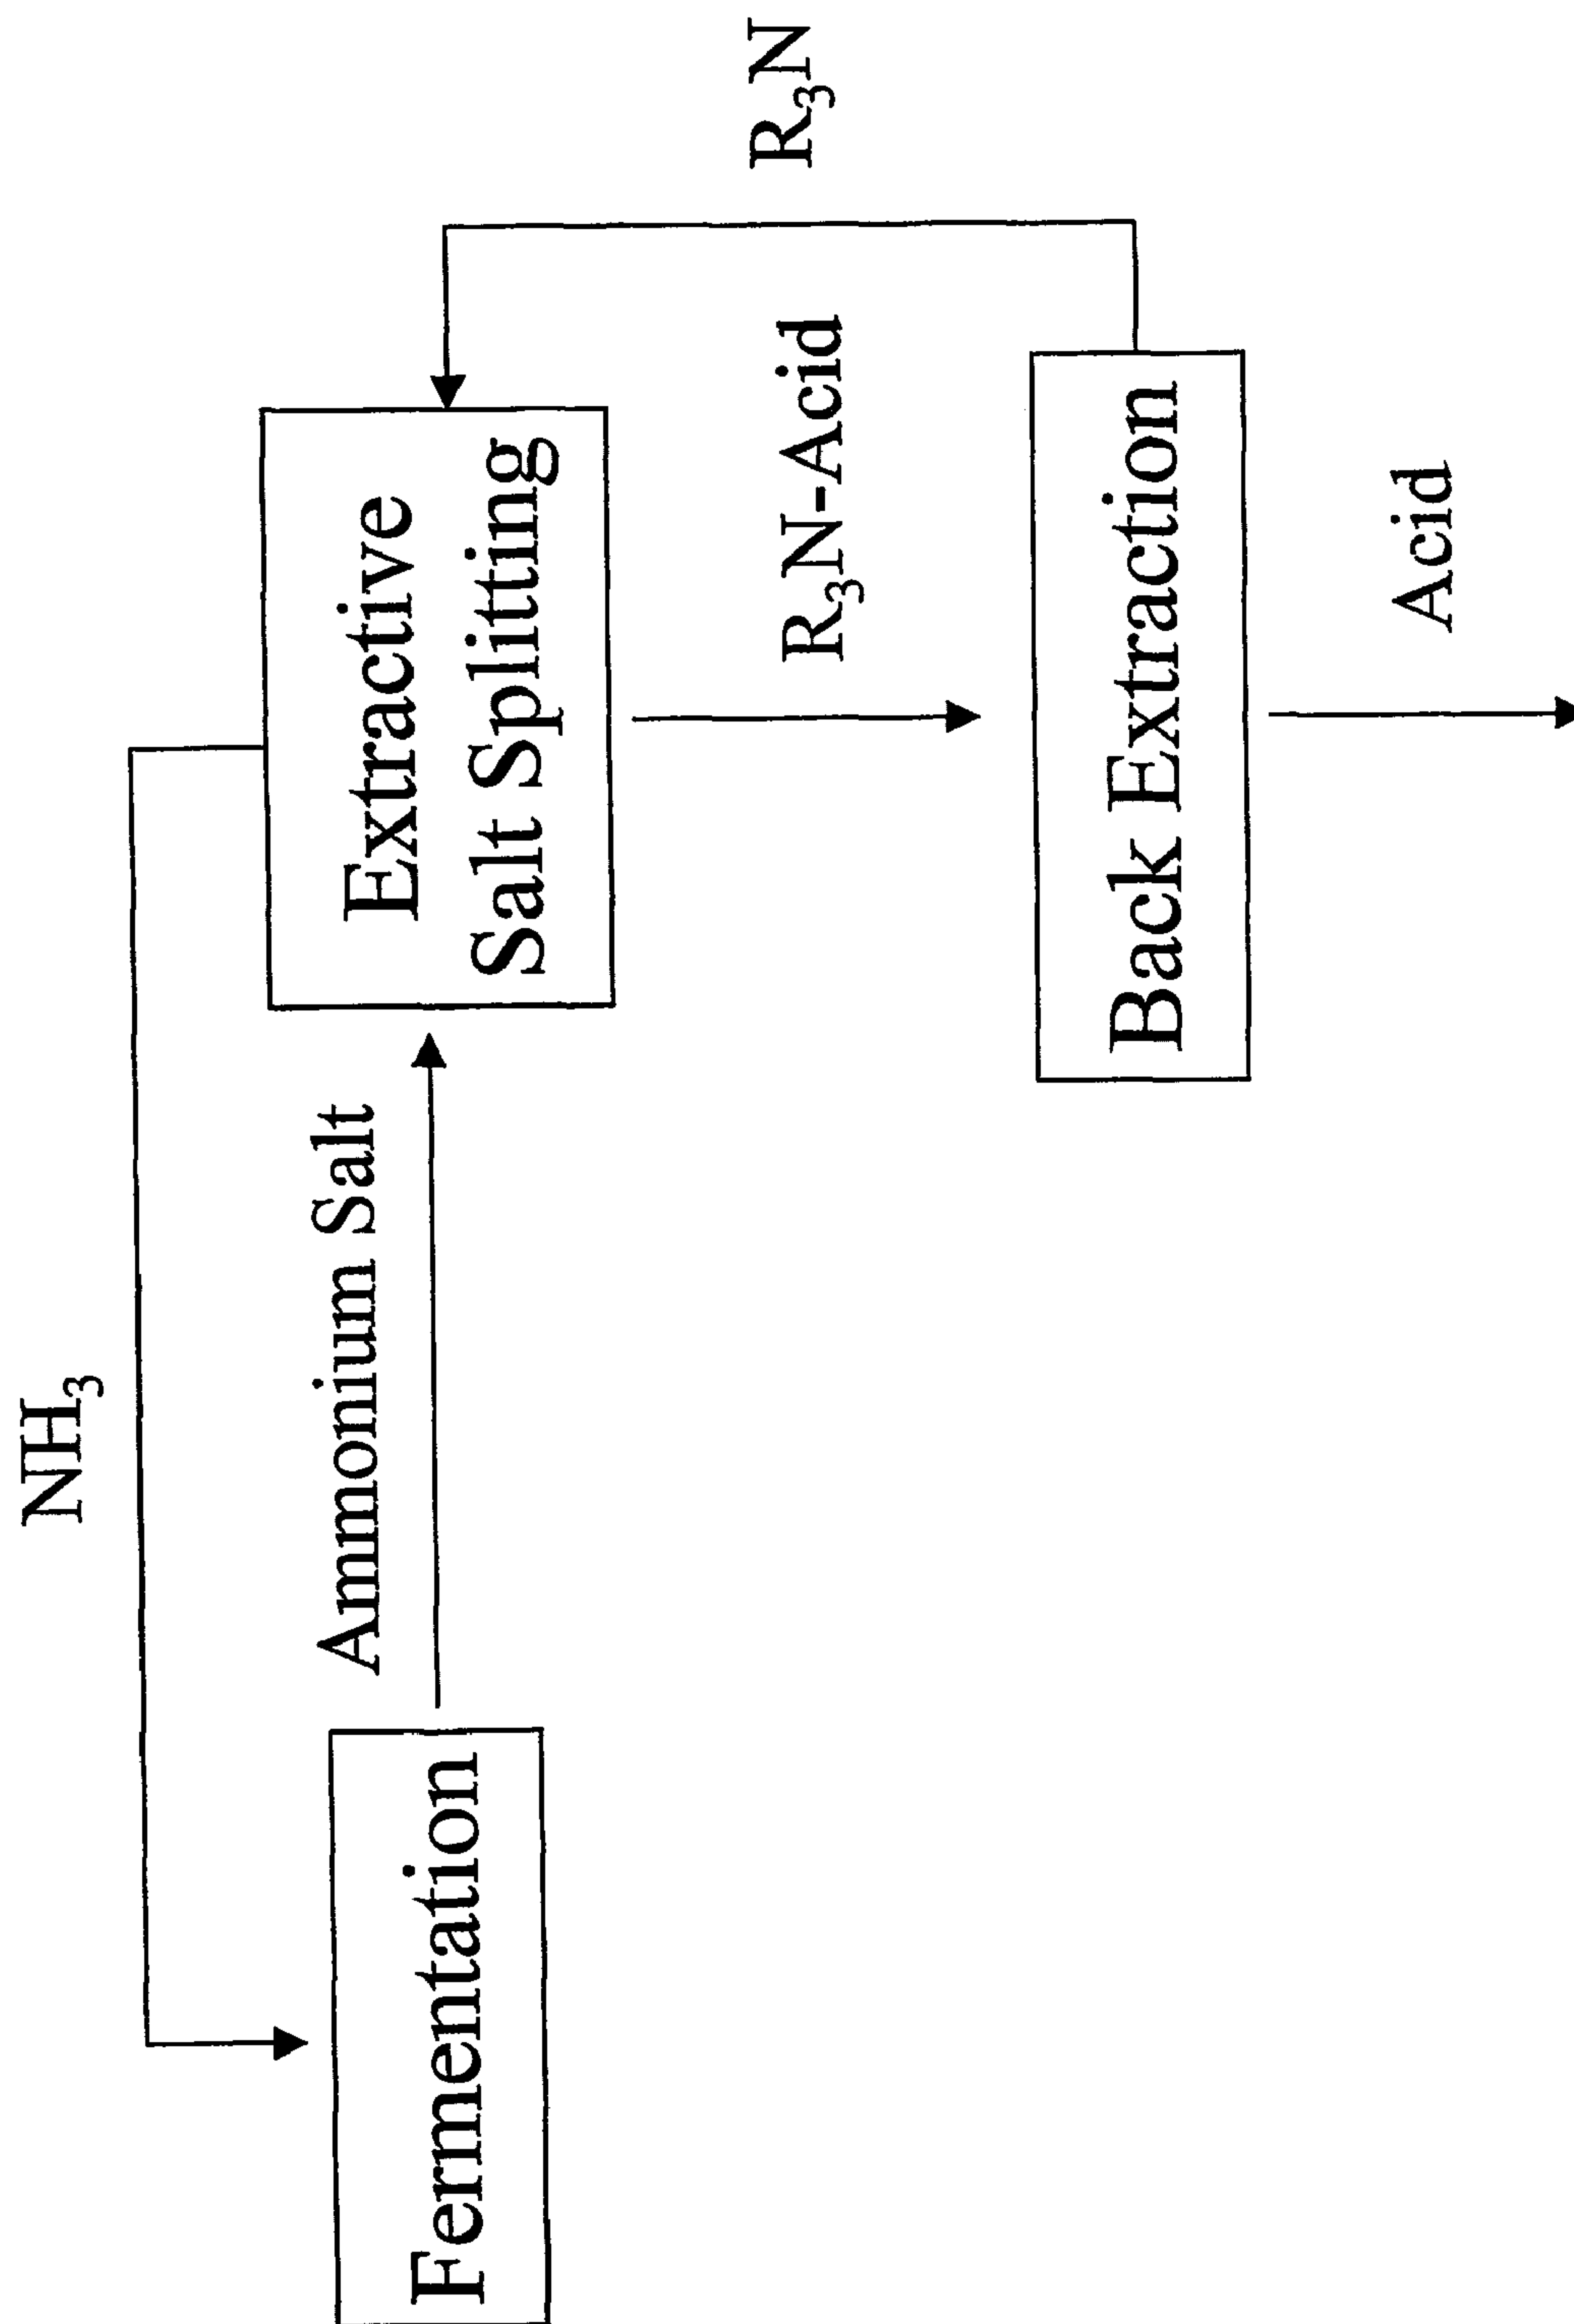 NH₃
Fermentation
Ammonium Salt
Extractive
Salt Splitting
R₃N-Acid
R₃N
Back Extraction
Acid